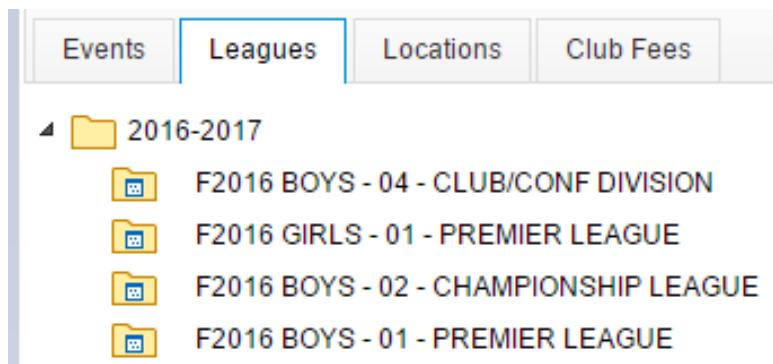 Events Leagues Locations Club Fees
2016-2017
F2016 BOYS - 04 - CLUB/CONF DIVISION
F2016 GIRLS - 01 - PREMIER LEAGUE
F2016 BOYS - 02 - CHAMPIONSHIP LEAGUE
F2016 BOYS - 01 - PREMIER LEAGUE